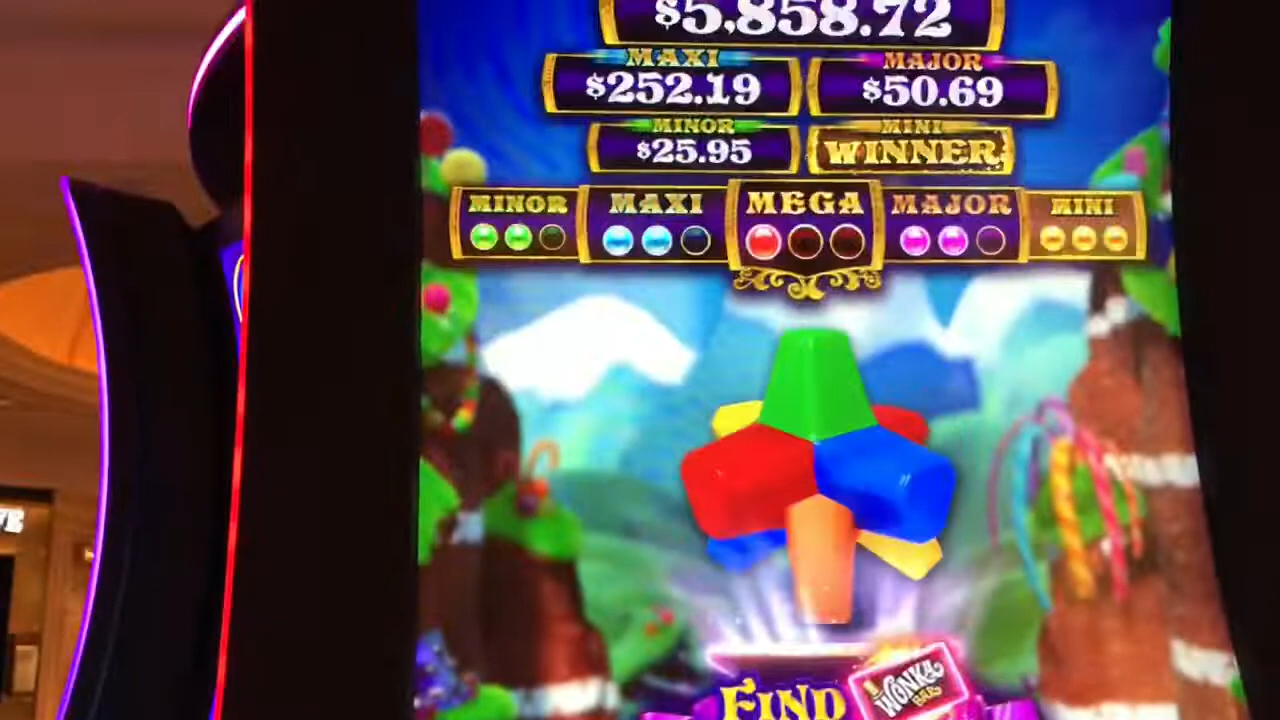 $5,858.72
MAXI MAJOR
$252.19 $50.69
MINOR MINI
$25.95 WINNER
MINOR MAXI MEGA MAJOR MINI
FIND WONKA
BAR